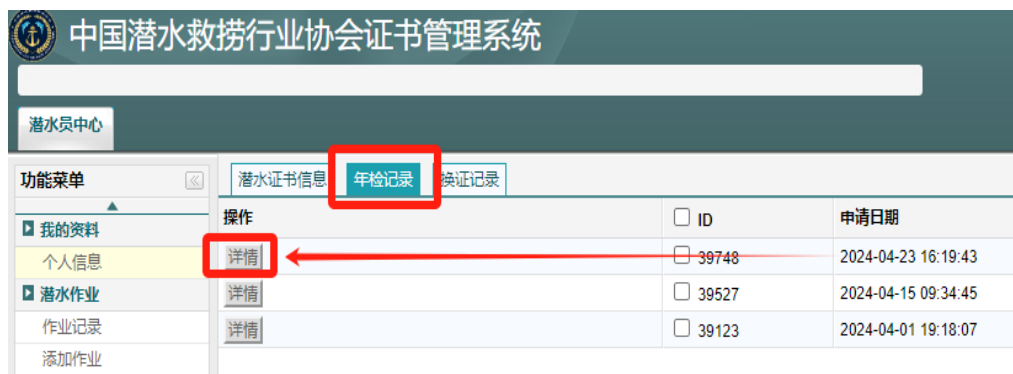 中国潜水救捞行业协会证书管理系统
潜水员中心
功能菜单
我的资料
个人信息
潜水作业
作业记录
添加作业
潜水证书信息 年检记录 换证记录
操作 ID 申请日期
详情 39748 2024-04-23 16:19:43
详情 39527 2024-04-15 09:34:45
详情 39123 2024-04-01 19:18:07